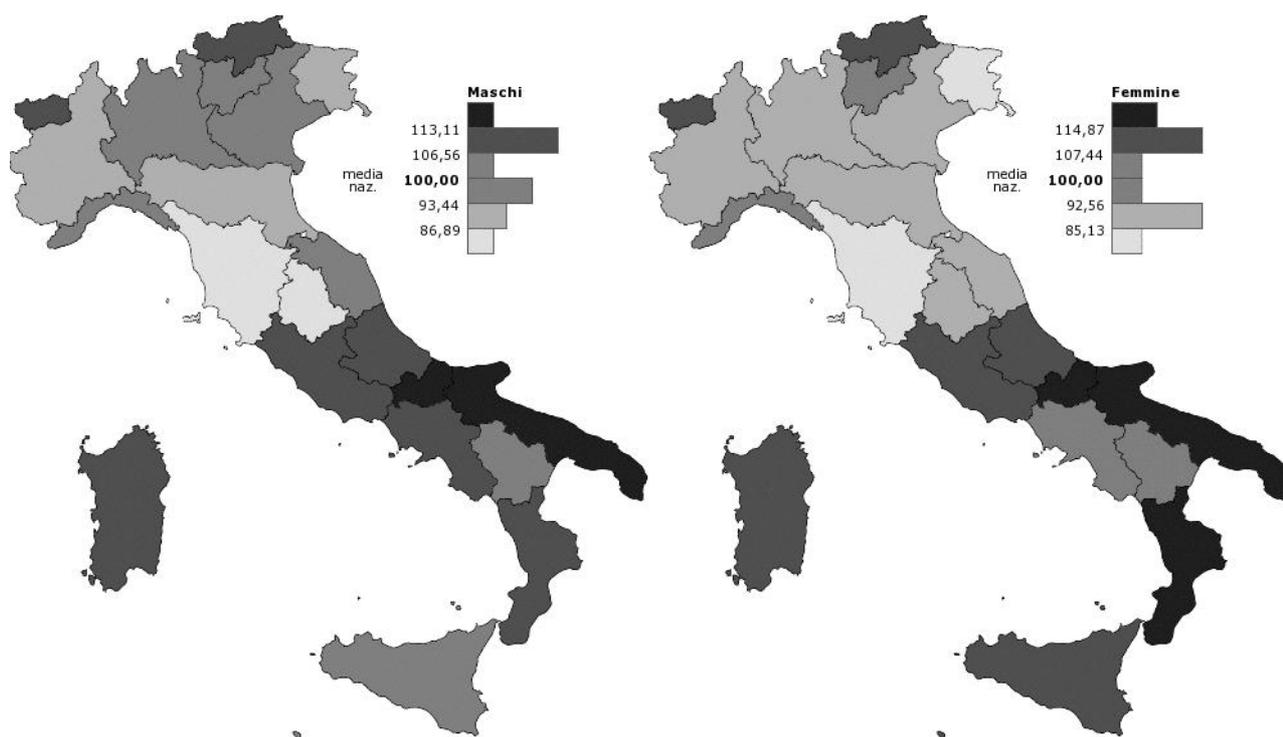 Maschi
113,11
106,56
media
naz.
100,00
93,44
86,89
Femmine
114,87
107,44
media
naz.
100,00
92,56
85,13